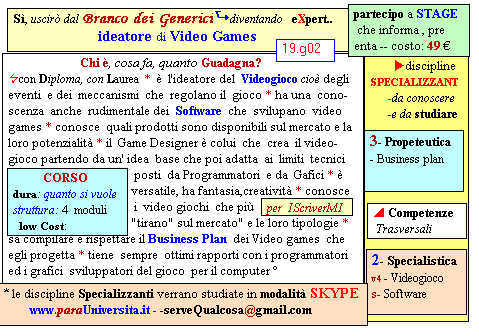 Sì, uscirò dal Branco dei Generici diventando eXpert..
ideatore di Video Games
19.g02
partecipo a STAGE
che informa , pre
enta -- costo: 49 €
Chi è, cosa fa, quanto Guadagna?
con Diploma, con Laurea * è l'ideatore del Videogioco cioè degli
eventi e dei meccanismi che regolano il gioco * ha una cono-
scenza anche rudimentale dei Software che svilupano video
games * conosce quali prodotti sono disponibili sul mercato e la
loro potenzialità * il Game Designer è colui che crea il video-
gioco partendo da un' idea base che poi adatta ai limiti tecnici
posti da Programmatori e da Gafici * è
versatile, ha fantasia,creatività * conosce
i video giochi che più
per ISCriverMI
"tirano" sul mercato" e le loro tipologie *
sa compilare e rispettare il Business Plan dei Video games che
egli progetta * tiene sempre ottimi rapporti con i programmatori
ed i grafici sviluppatori del gioco per il computer °
CORSO
dura: quanto si vuole
struttura: 4 moduli
low Cost:
discipline
SPECIALIZZANT
-da conoscere
-e da studiare
3- Propeteutica
- Business plan
Competenze
Trasversali
2- Specialistica
v4 - Videogioco
s- Software
* le discipline Specializzanti verrano studiate in modalità SKYPE
www.paraUniversita.it - -serveQualcosa@gmail.com